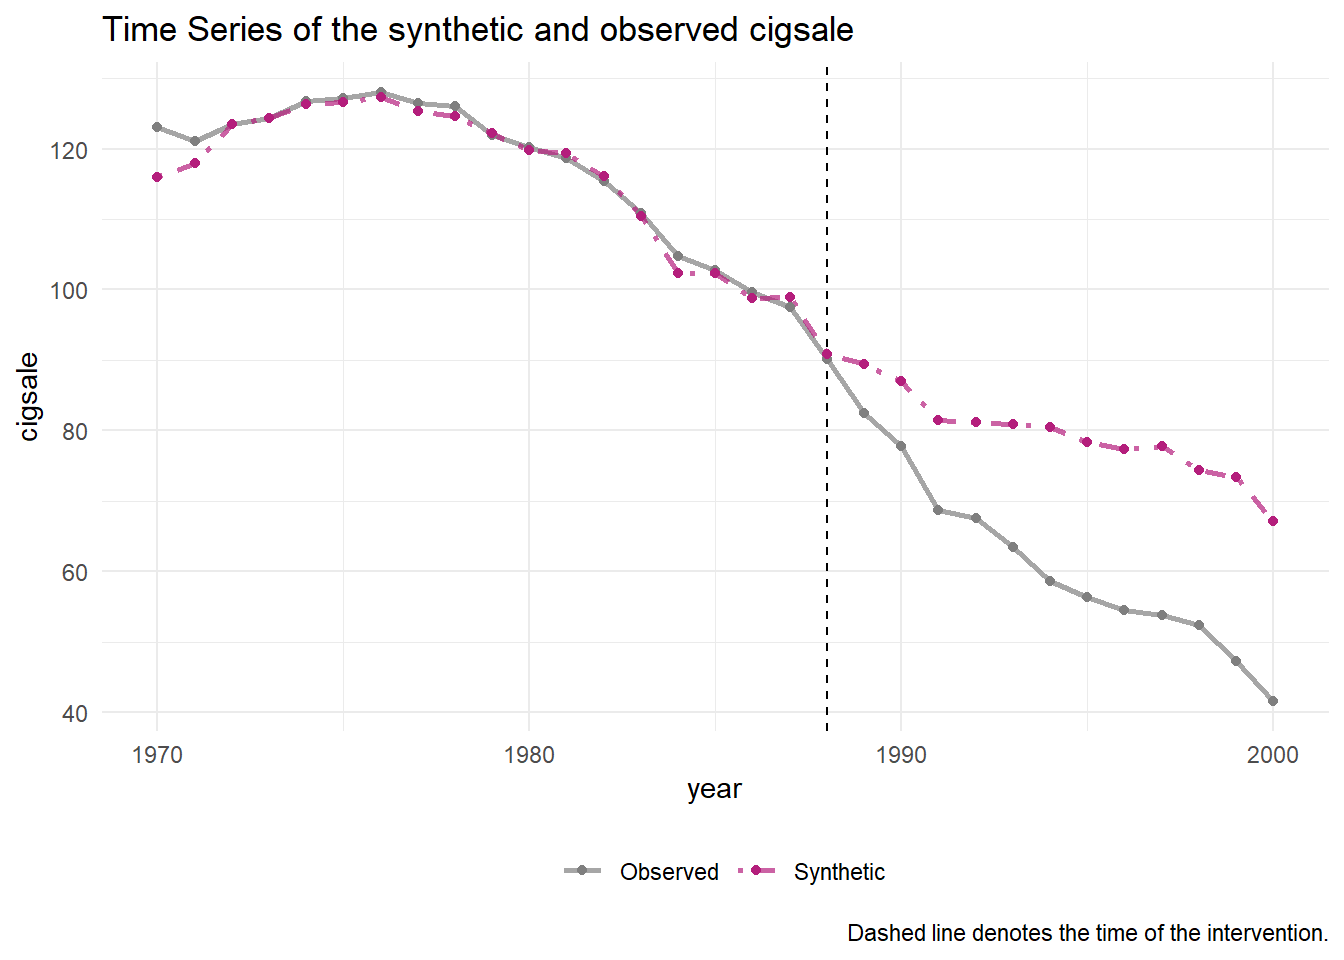 Time Series of the synthetic and observed cigsale
cigsale
120
100
80
60
40
1970 1980 1990 2000
year
Observed Synthetic
Dashed line denotes the time of the intervention.